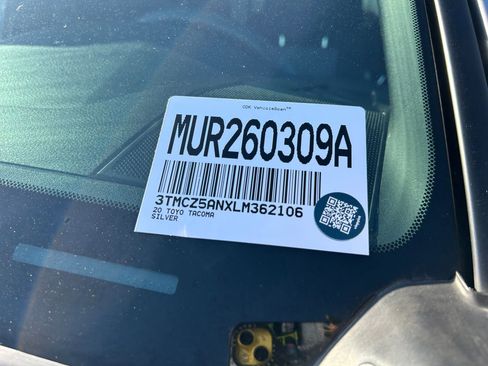 CDK VehicleScan™
MUR260309A
3TMCZ5ANXLM362106
20 TOYO TACOMA
SILVER